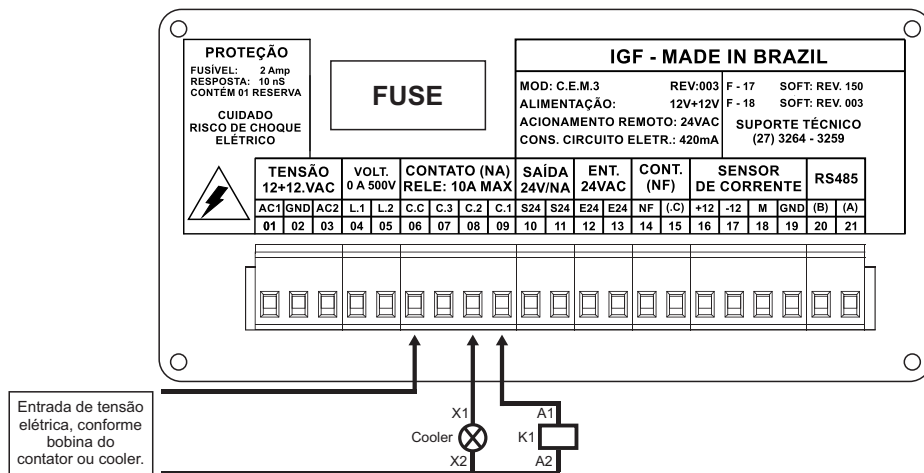 PROTEÇÃO
FUSÍVEL: 2 Amp
RESPOSTA: 10 nS
CONTÉM 01 RESERVA
CUIDADO
RISCO DE CHOQUE
ELÉTRICO
FUSE
IGF - MADE IN BRAZIL
MOD: C.E.M.3 REV:003
ALIMENTAÇÃO: 12V+12V
ACIONAMENTO REMOTO: 24VAC
CONS. CIRCUITO ELETR.: 420mA
F - 17 SOFT: REV. 150
F - 18 SOFT: REV. 003
SUPORTE TÉCNICO
(27) 3264 - 3259
TENSÃO
12+12.VAC
VOLT.
0 A 500V
CONTATO (NA)
RELE: 10A MAX
SAÍDA
24V/NA
ENT.
24VAC
CONT.
(NF)
SENSOR
DE CORRENTE
RS485
AC1 GND AC2 L.1 L.2 C.C C.3 C.2 C.1 S24 S24 E24 E24 NF (.C) +12 -12 M GND (B) (A)
01 02 03 04 05 06 07 08 09 10 11 12 13 14 15 16 17 18 19 20 21
Entrada de tensão
elétrica, conforme
bobina do
contator ou cooler.
X1
Cooler
X2
A1
K1
A2